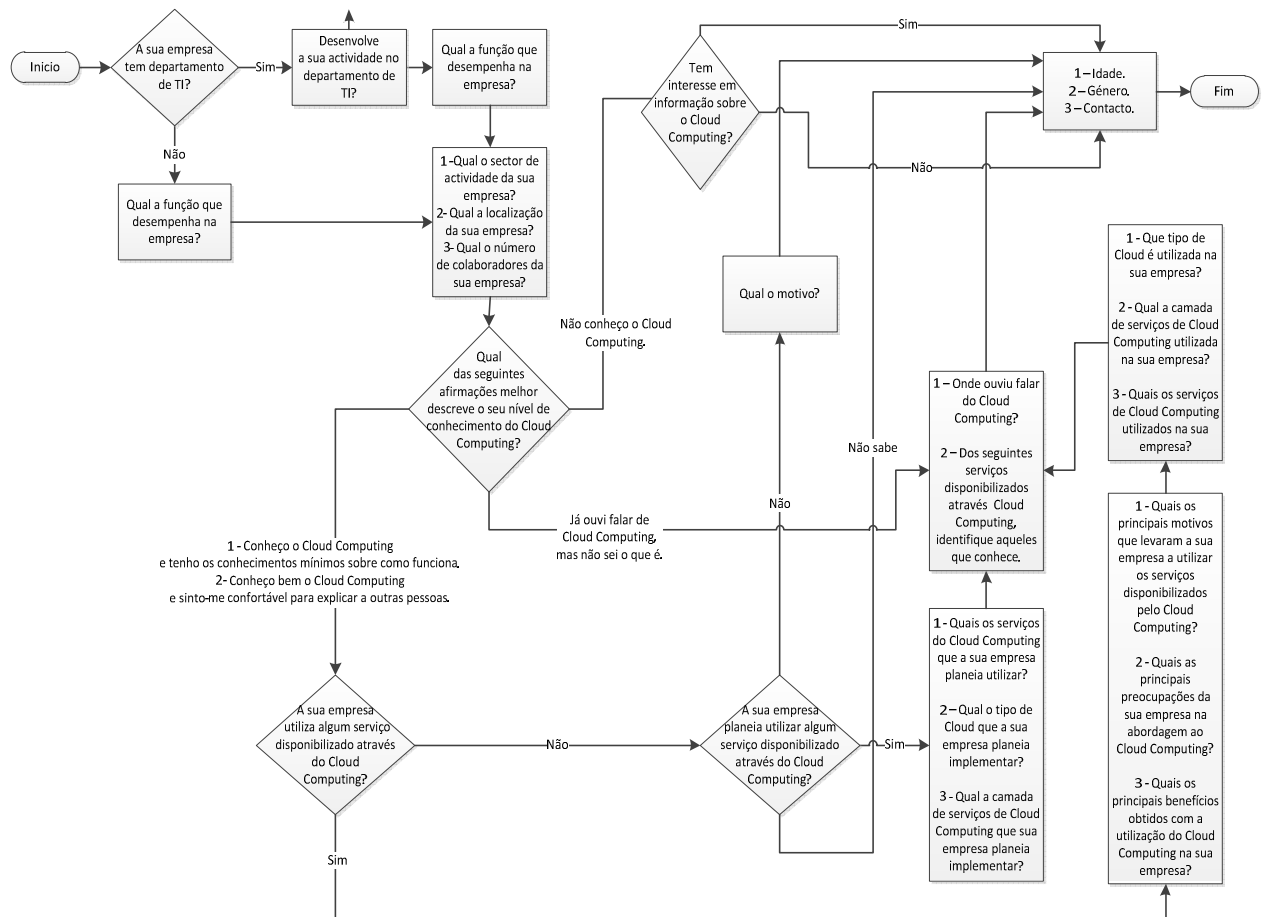 Inicio
A sua empresa
tem departamento
de TI?
Sim
Desenvolve
a sua actividade no
departamento de
TI?
Qual a função que
desempenha na
empresa?
Não
Qual a função que
desempenha na
empresa?
1-Qual o sector de
actividade da sua
empresa?
2- Qual a localização
da sua empresa?
3- Qual o número
de colaboradores da
sua empresa?
Qual
das seguintes
afirmações melhor
descreve o seu nível de
conhecimento do Cloud
Computing?
Não conheço o Cloud
Computing.
Tem
interesse em
informação sobre
o Cloud
Computing?
Sim
Não
1–Idade.
2–Género.
3–Contacto.
Fim
Já ouvi falar de
Cloud Computing,
mas não sei o que é.
1- Conheço o Cloud Computing
e tenho os conhecimentos mínimos sobre como funciona.
2- Conheço bem o Cloud Computing
e sinto-me confortável para explicar a outras pessoas.
A sua empresa
utiliza algum serviço
disponibilizado através
do Cloud
Computing?
Não
Sim
A sua empresa
planeia utilizar algum
serviço disponibilizado
através do Cloud
Computing?
Não
Qual o motivo?
Não sabe
Sim
1- Quais os serviços
do Cloud Computing
que a sua empresa
planeia utilizar?
2–Qual o tipo de
Cloud que a sua
empresa planeia
implementar?
3- Qual a camada
de serviços de Cloud
Computing que sua
empresa planeia
implementar?
1– Onde ouviu falar
do Cloud
Computing?
2– Dos seguintes
serviços
disponibilizados
através Cloud
Computing,
identifique aqueles
que conhece.
1- Que tipo de
Cloud é utilizada na
sua empresa?
2- Qual a camada
de serviços de Cloud
Computing utilizada
na sua empresa?
3- Quais os serviços
de Cloud Computing
utilizados na sua
empresa?
1- Quais os
principais motivos
que levaram a sua
empresa a utilizar
os serviços
disponibilizados
pelo Cloud
Computing?
2- Quais as
principais
preocupações da
sua empresa na
abordagem ao
Cloud Computing?
3- Quais os
principais benefícios
obtidos com a
utilização do Cloud
Computing na sua
empresa?